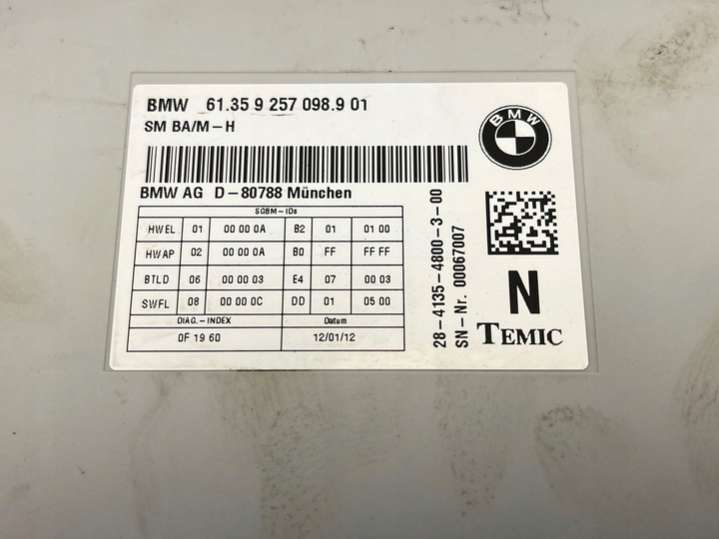 BMW 61.35 9 257 098.9 01
SM BA/M-H
BMW
BMW AG D-80788 München
SGBM-IDs
HWEL 01 00 00 0A B2 01 01 00
HWAP 02 00 00 0A B0 FF FF FF
BTLD 06 00 00 03 E4 07 00 03
SWFL 08 00 00 0C DD 01 05 00
DIAG.-INDEX Datum
0F 19 60 12/01/12
28-4135-4800-3-00
SN-Nr. 00067007
N
TEMIC